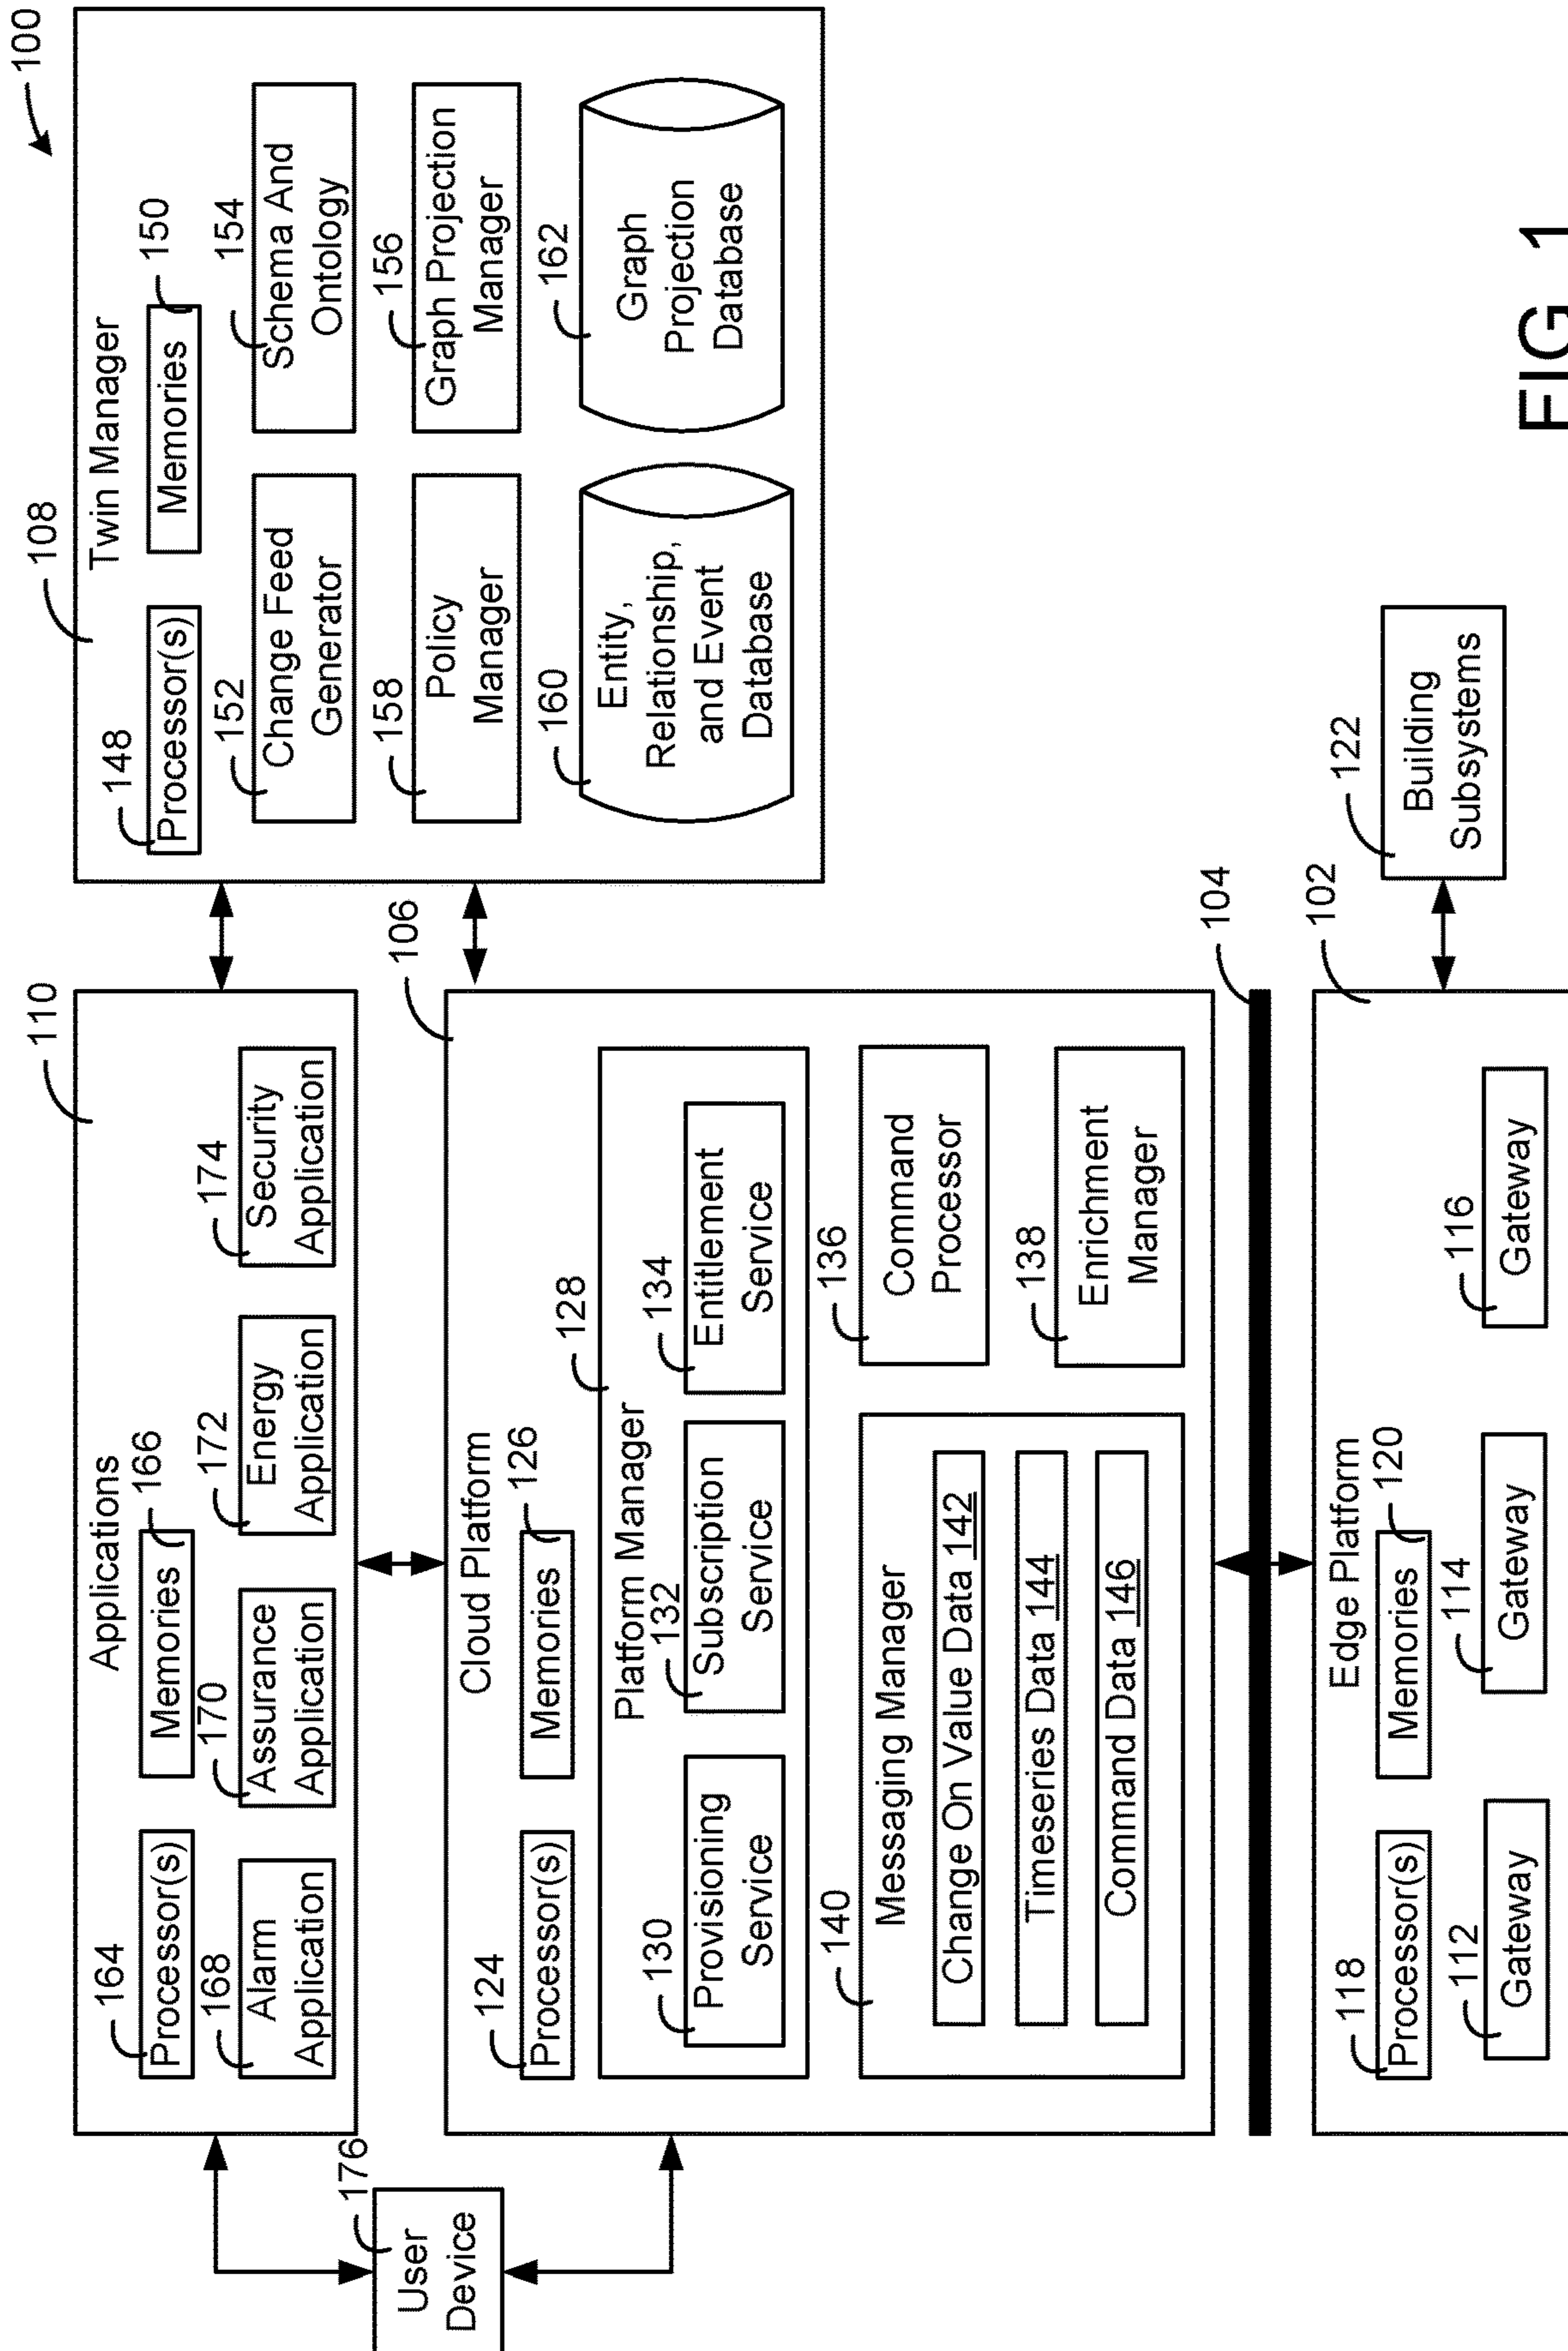 100
110
Applications
164
Processor(s)
Memories
166
168
Alarm
Application
170
Assurance
Application
172
Energy
Application
174
Security
Application
176
User
Device
106
Cloud Platform
124
Processor(s)
Memories
126
128
Platform Manager
130
Provisioning
Service
132
Subscription
Service
134
Entitlement
Service
140
Messaging Manager
Change On Value Data 142
Timeseries Data 144
Command Data 146
136
Command
Processor
138
Enrichment
Manager
104
102
Edge Platform
118
Processor(s)
Memories
120
112
Gateway
114
Gateway
116
Gateway
122
Building
Subsystems
108
Twin Manager
148
Processor(s)
Memories
150
152
Change Feed
Generator
154
Schema And
Ontology
158
Policy
Manager
156
Graph Projection
Manager
160
Entity,
Relationship,
and Event
Database
162
Graph
Projection
Database
FIG. 1